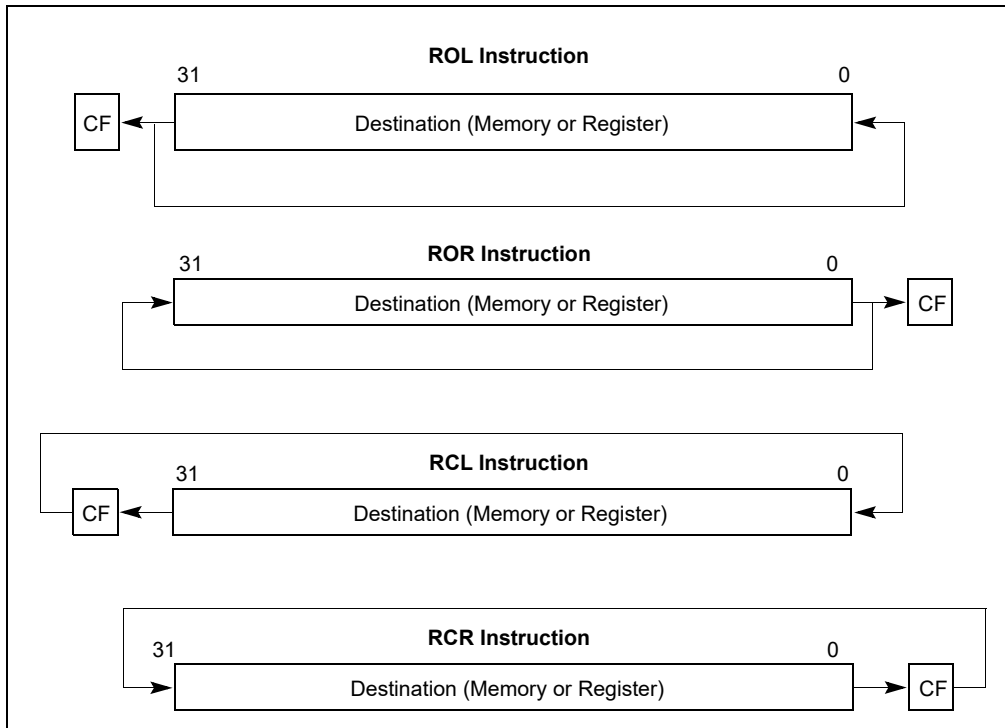 ROL Instruction
31 0
CF Destination (Memory or Register)
ROR Instruction
31 0
Destination (Memory or Register) CF
RCL Instruction
31 0
CF Destination (Memory or Register)
RCR Instruction
31 0
Destination (Memory or Register) CF